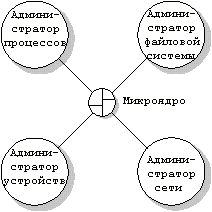 Админи-
стратор
процессов
Админи-
стратор
файловой
системы
Микроядро
Админи-
стратор
устройств
Админи-
стратор
сети